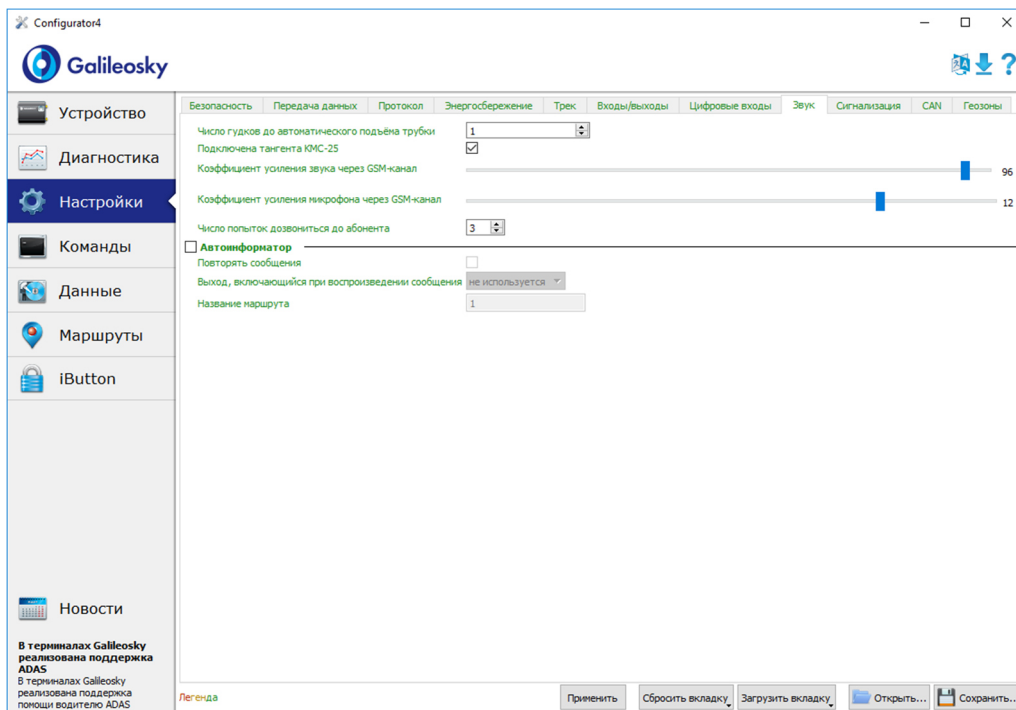 Configurator4
Galileosky
Устройство
Диагностика
Настройки
Команды
Данные
Маршруты
iButton
Новости
В терминалах Galileosky
реализована поддержка
ADAS
В терминалах Galileosky
реализована поддержка
помощи водителю ADAS
Безопасность Передача данных Протокол Энергосбережение Трек Входы/выходы Цифровые входы Звук Сигнализация CAN Геозоны
Число гудков до автоматического подъёма трубки 1
Подключена тангента КМС-25
Коэффициент усиления звука через GSM-канал 96
Коэффициент усиления микрофона через GSM-канал 12
Число попыток дозвониться до абонента 3
Автоинформатор
Повторять сообщения
Выход, включающийся при воспроизведении сообщения не используется
Название маршрута 1
Легенда Применить Сбросить вкладку Загрузить вкладку Открыть... Сохранить...